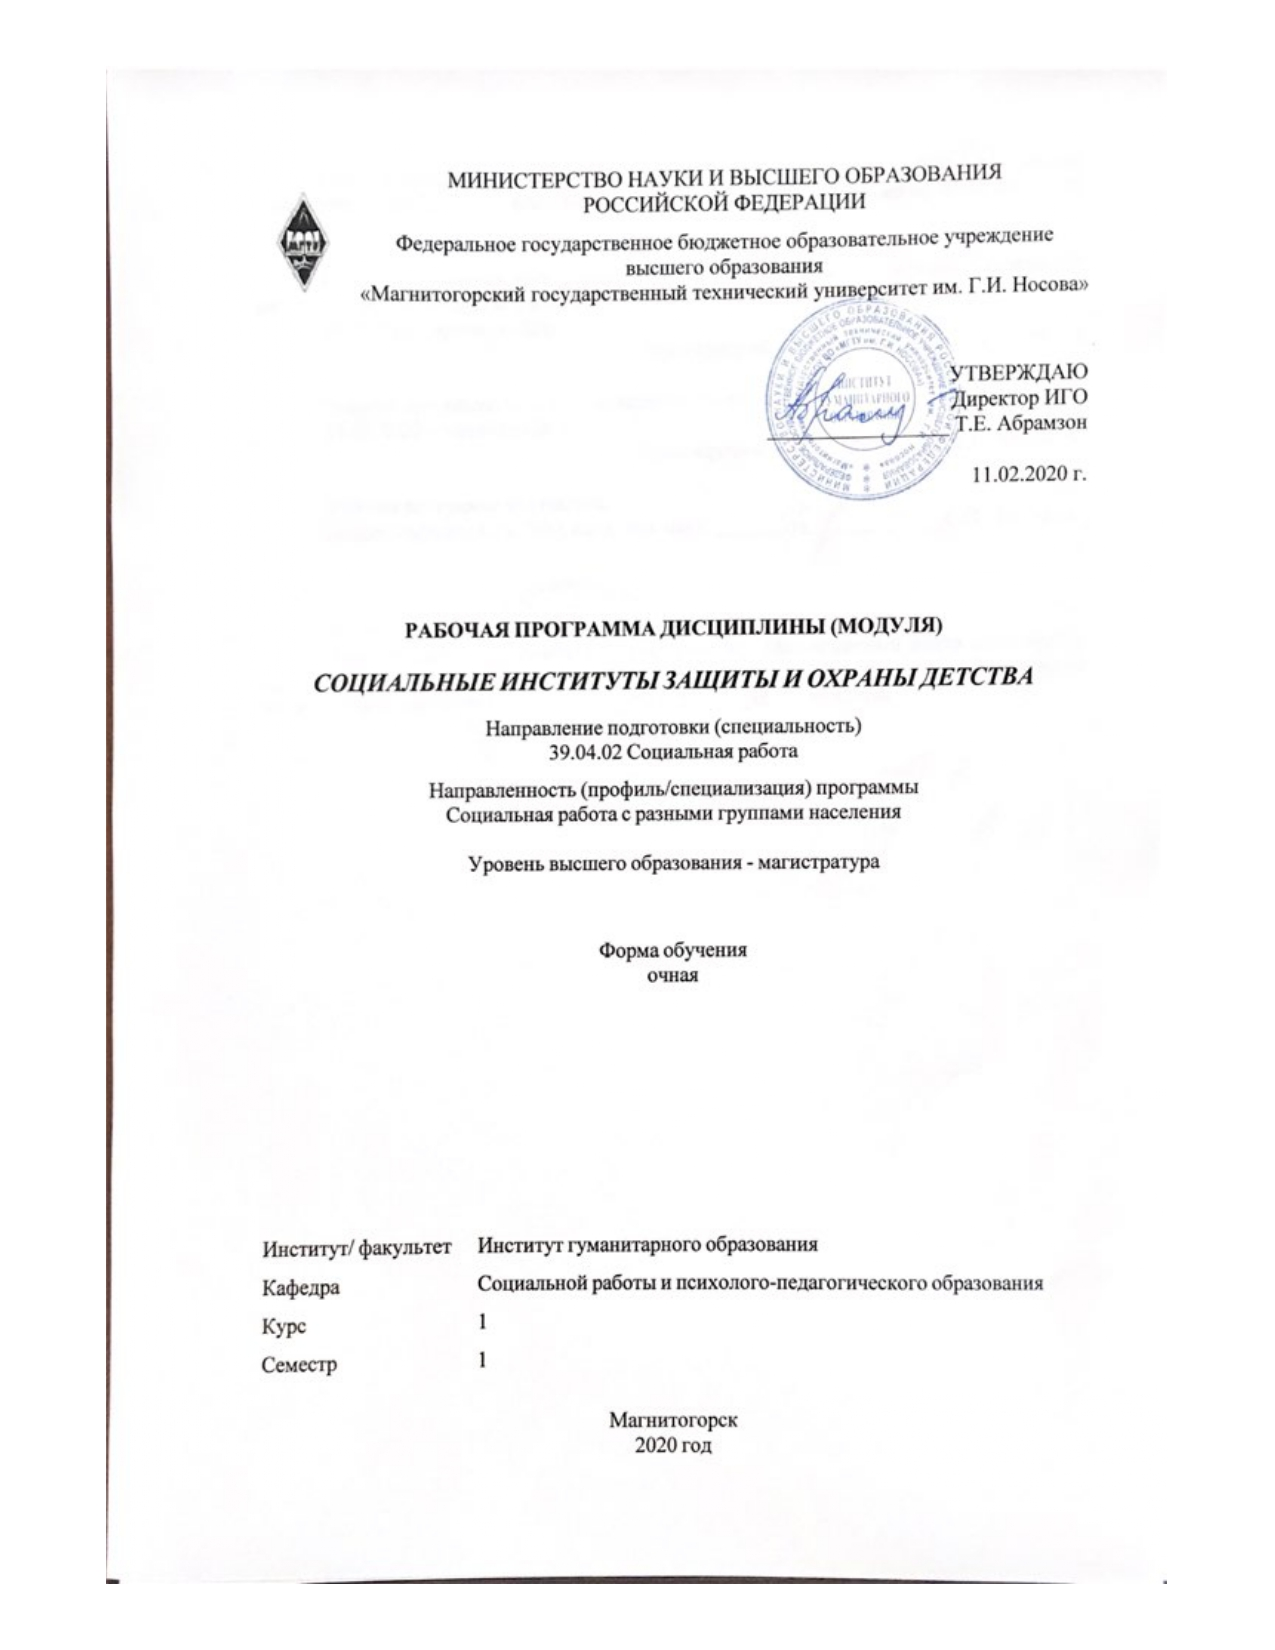 МИНИСТЕРСТВО НАУКИ И ВЫСШЕГО ОБРАЗОВАНИЯ
РОССИЙСКОЙ ФЕДЕРАЦИИ
МГТУ
Федеральное государственное бюджетное образовательное учреждение
высшего образования
«Магнитогорский государственный технический университет им. Г.И. Носова»
УТВЕРЖДАЮ
Директор ИГО
Т.Е. Абрамзон
11.02.2020 г.
РАБОЧАЯ ПРОГРАММА ДИСЦИПЛИНЫ (МОДУЛЯ)
СОЦИАЛЬНЫЕ ИНСТИТУТЫ ЗАЩИТЫ И ОХРАНЫ ДЕТСТВА
Направление подготовки (специальность)
39.04.02 Социальная работа
Направленность (профиль/специализация) программы
Социальная работа с разными группами населения
Уровень высшего образования - магистратура
Форма обучения
очная
Институт/ факультет Институт гуманитарного образования
Кафедра Социальной работы и психолого-педагогического образования
Курс 1
Семестр 1
Магнитогорск
2020 год